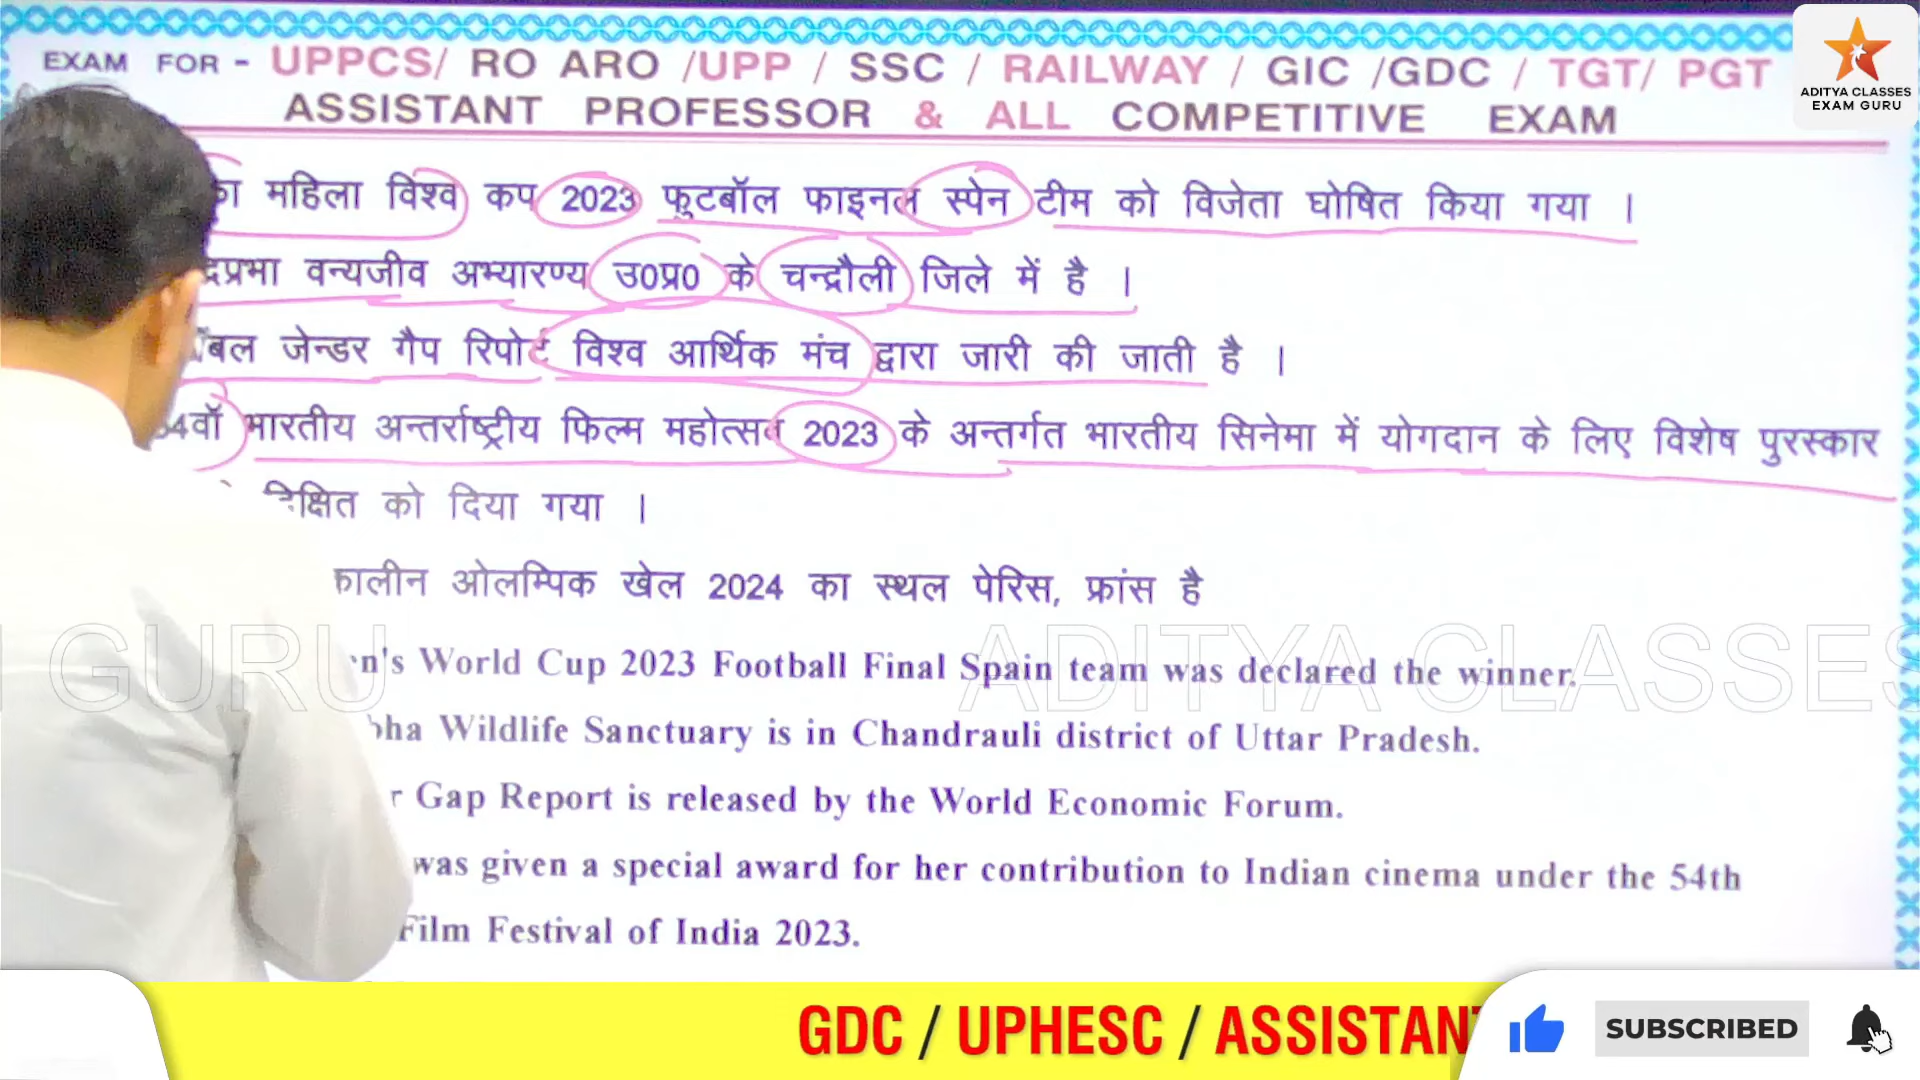 EXAM FOR - UPPCS/ RO ARO /UPP / SSC / RAILWAY / GIC /GDC / TGT/ PGT
ASSISTANT PROFESSOR & ALL COMPETITIVE EXAM
ADITYA CLASSES
EXAM GURU
महिला विश्व कप 2023 फुटबॉल फाइनल स्पेन टीम को विजेता घोषित किया गया ।
वन्यजीव अभ्यारण्य उ0प्र0 के चन्द्रौली जिले में है ।
जेन्डर गैप रिपोर्ट विश्व आर्थिक मंच द्वारा जारी की जाती है ।
भारतीय अन्तर्राष्ट्रीय फिल्म महोत्सव 2023 के अन्तर्गत भारतीय सिनेमा में योगदान के लिए विशेष पुरस्कार
को दिया गया ।
ओलम्पिक खेल 2024 का स्थल पेरिस, फ्रांस है
World Cup 2023 Football Final Spain team was declared the winner.
Wildlife Sanctuary is in Chandrauli district of Uttar Pradesh.
Gap Report is released by the World Economic Forum.
was given a special award for her contribution to Indian cinema under the 54th
Film Festival of India 2023.
GURU ADITYA CLASSES
GDC / UPHESC / ASSISTANT
SUBSCRIBED